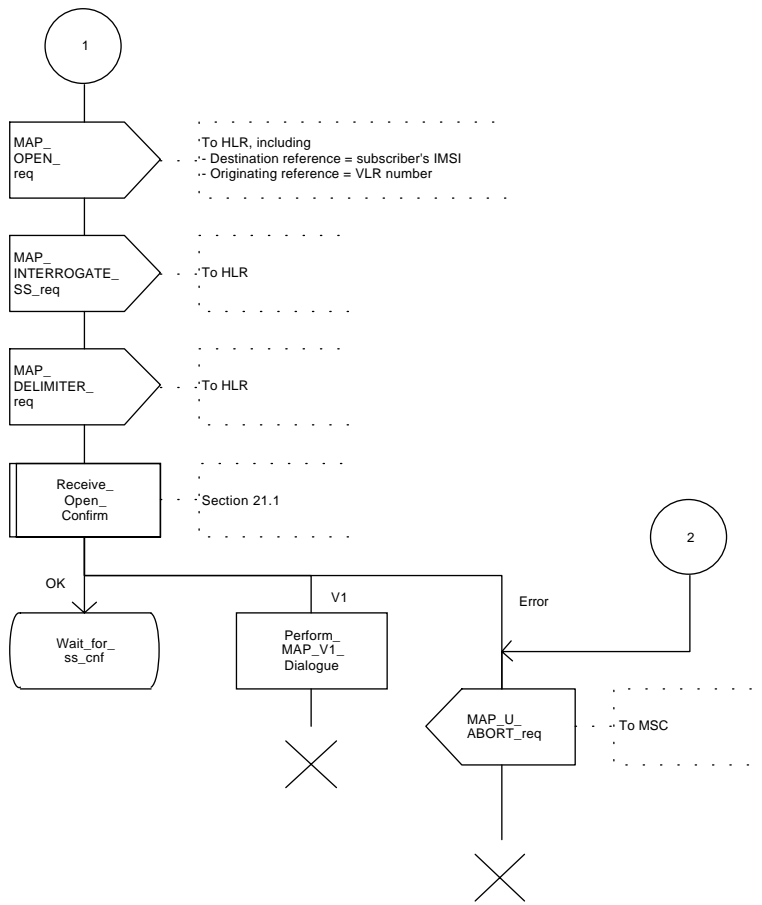 1
MAP_
OPEN_
req
To HLR, including
- Destination reference = subscriber's IMSI
- Originating reference = VLR number
MAP_
INTERROGATE_
SS_req
To HLR
MAP_
DELIMITER_
req
To HLR
Receive_
Open_
Confirm
Section 21.1
2
OK
V1
Error
Wait_for_
ss_cnf
Perform_
MAP_V1_
Dialogue
MAP_U_
ABORT_req
To MSC